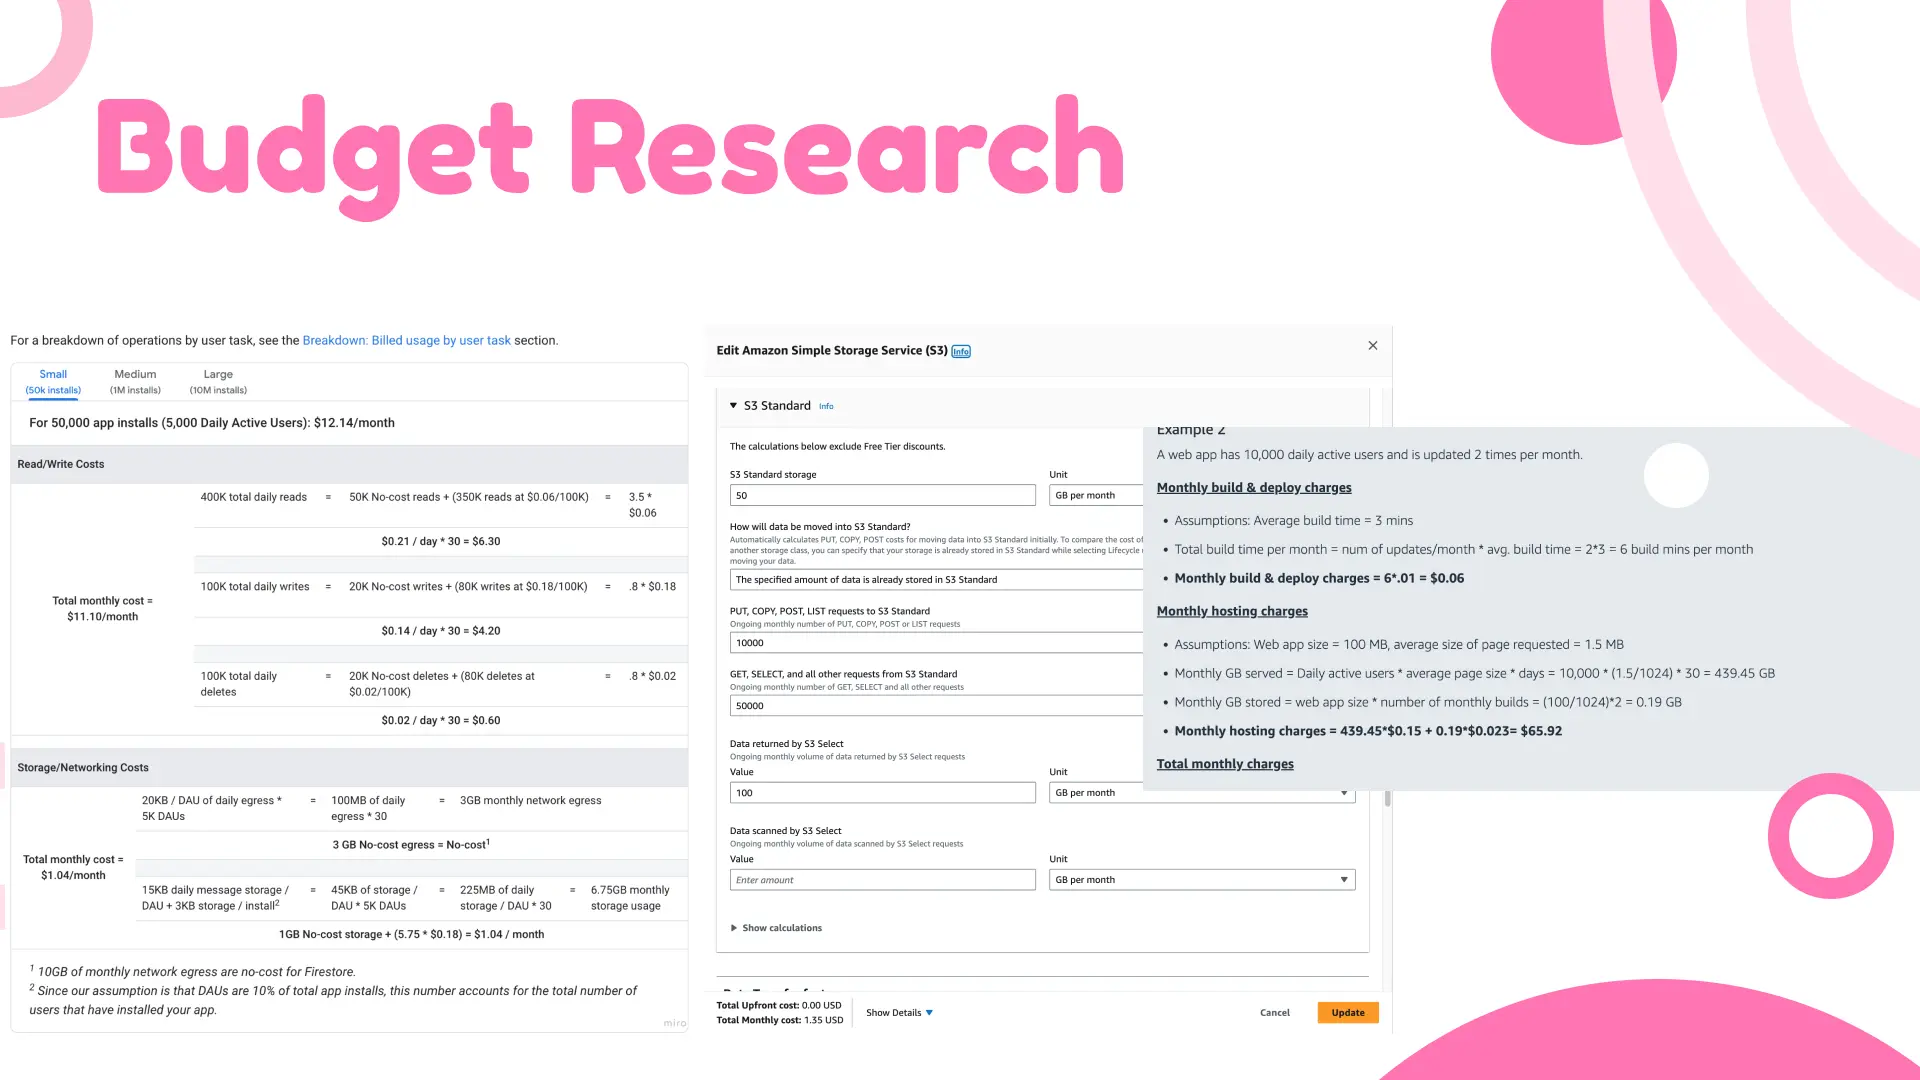 Budget Research
For a breakdown of operations by user task, see the Breakdown: Billed usage by user task section.
Small Medium Large
(50k installs) (1M installs) (10M installs)
For 50,000 app installs (5,000 Daily Active Users): $12.14/month
Read/Write Costs
Total monthly cost =
$11.10/month
400K total daily reads = 50K No-cost reads + (350K reads at $0.06/100K) = 3.5 *
$0.06
$0.21 / day * 30 = $6.30
100K total daily writes = 20K No-cost writes + (80K writes at $0.18/100K) = .8 * $0.18
$0.14 / day * 30 = $4.20
100K total daily = 20K No-cost deletes + (80K deletes at = .8 * $0.02
deletes $0.02/100K)
$0.02 / day * 30 = $0.60
Storage/Networking Costs
Total monthly cost =
$1.04/month
20KB / DAU of daily egress * = 100MB of daily = 3GB monthly network egress
5K DAUs egress * 30
3 GB No-cost egress = No-cost1
15KB daily message storage / = 45KB of storage / = 225MB of daily = 6.75GB monthly
DAU + 3KB storage / install2 DAU * 5K DAUs storage / DAU * 30 storage usage
1GB No-cost storage + (5.75 * $0.18) = $1.04 / month
1 10GB of monthly network egress are no-cost for Firestore.
2 Since our assumption is that DAUs are 10% of total app installs, this number accounts for the total number of
users that have installed your app.
miro
Edit Amazon Simple Storage Service (S3) Info
S3 Standard Info
The calculations below exclude Free Tier discounts.
S3 Standard storage Unit
50 GB per month
How will data be moved into S3 Standard?
Automatically calculates PUT, COPY, POST costs for moving data into S3 Standard initially. To compare the cost of
another storage class, you can specify that your storage is already stored in S3 Standard while selecting Lifecycle
moving your data.
The specified amount of data is already stored in S3 Standard
PUT, COPY, POST, LIST requests to S3 Standard
Ongoing monthly number of PUT, COPY, POST or LIST requests
10000
GET, SELECT, and all other requests from S3 Standard
Ongoing monthly number of GET, SELECT and all other requests
50000
Data returned by S3 Select
Ongoing monthly volume of data returned by S3 Select requests
Value Unit
100 GB per month
Data scanned by S3 Select
Ongoing monthly volume of data scanned by S3 Select requests
Value Unit
Enter amount GB per month
Show calculations
Total Upfront cost: 0.00 USD
Total Monthly cost: 1.35 USD
Show Details
Cancel
Update
Example 2
A web app has 10,000 daily active users and is updated 2 times per month.
Monthly build & deploy charges
• Assumptions: Average build time = 3 mins
• Total build time per month = num of updates/month * avg. build time = 2*3 = 6 build mins per month
• Monthly build & deploy charges = 6*.01 = $0.06
Monthly hosting charges
• Assumptions: Web app size = 100 MB, average size of page requested = 1.5 MB
• Monthly GB served = Daily active users * average page size * days = 10,000 * (1.5/1024) * 30 = 439.45 GB
• Monthly GB stored = web app size * number of monthly builds = (100/1024)*2 = 0.19 GB
• Monthly hosting charges = 439.45*$0.15 + 0.19*$0.023= $65.92
Total monthly charges